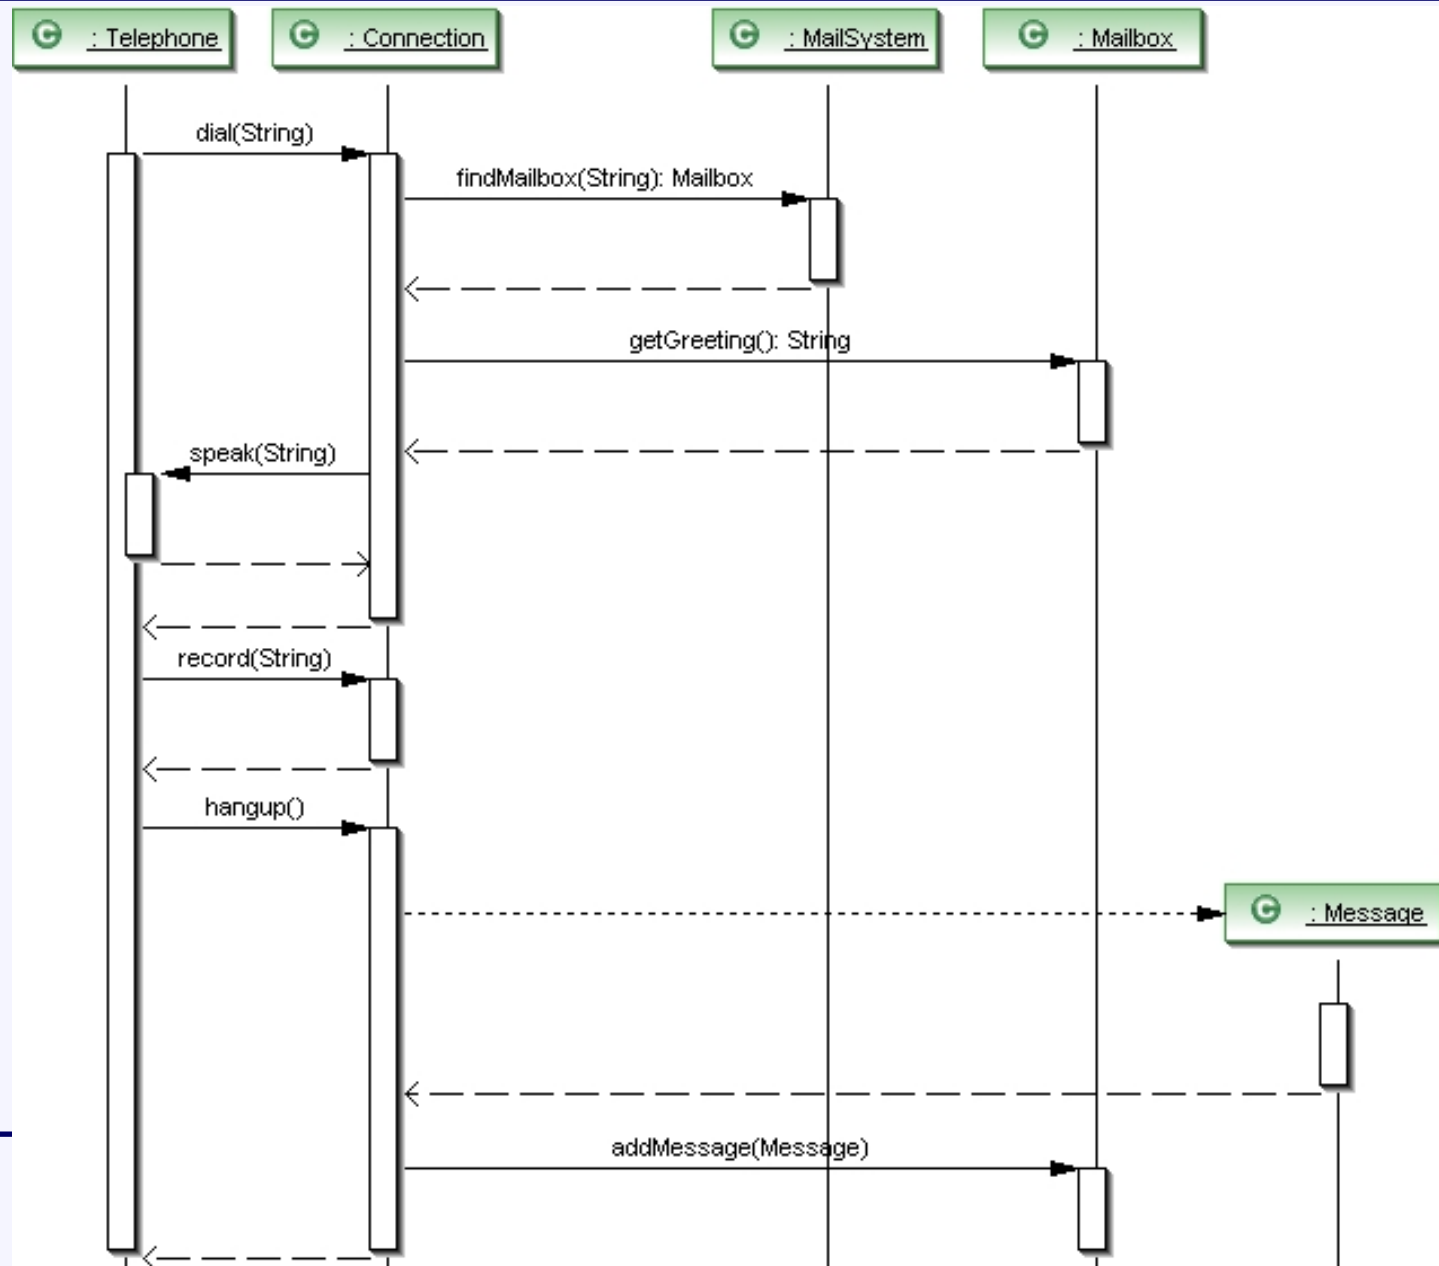 C : Telephone
C : Connection
C : MailSystem
C : Mailbox
dial(String)
findMailbox(String): Mailbox
getGreeting(): String
speak(String)
record(String)
hangup()
C : Message
addMessage(Message)